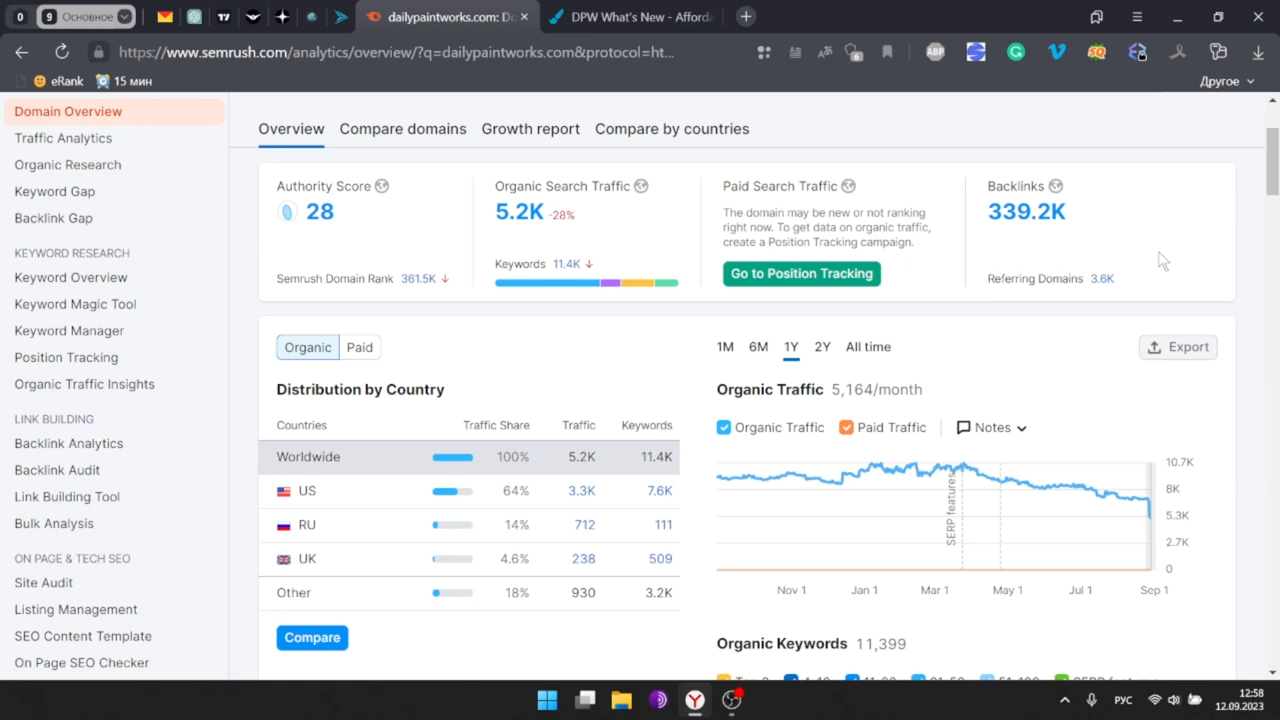 0 9 Основное dailypaintworks.com: Do DPW What's New - Afforda
https://www.semrush.com/analytics/overview/?q=dailypaintworks.com&protocol=ht...
6 ABP
eRank 15 мин Другое
Domain Overview
Traffic Analytics
Organic Research
Keyword Gap
Backlink Gap
KEYWORD RESEARCH
Keyword Overview
Keyword Magic Tool
Keyword Manager
Position Tracking
Organic Traffic Insights
LINK BUILDING
Backlink Analytics
Backlink Audit
Link Building Tool
Bulk Analysis
ON PAGE & TECH SEO
Site Audit
Listing Management
SEO Content Template
On Page SEO Checker
Overview Compare domains Growth report Compare by countries
Authority Score
28
Semrush Domain Rank 361.5K ↓
Organic Search Traffic
5.2K -28%
Keywords 11.4K ↓
Paid Search Traffic
The domain may be new or not ranking
right now. To get data on organic traffic,
create a Position Tracking campaign.
Go to Position Tracking
Backlinks
339.2K
Referring Domains 3.6K
Organic Paid
Distribution by Country
Countries Traffic Share Traffic Keywords
Worldwide 100% 5.2K 11.4K
US 64% 3.3K 7.6K
RU 14% 712 111
UK 4.6% 238 509
Other 18% 930 3.2K
Compare
1M 6M 1Y 2Y All time Export
Organic Traffic 5,164/month
Organic Traffic Paid Traffic Notes
10.7K
8K
5.3K
2.7K
0
SERP features
Nov 1 Jan 1 Mar 1 May 1 Jul 1 Sep 1
Organic Keywords 11,399
РУС
12:58
12.09.2023